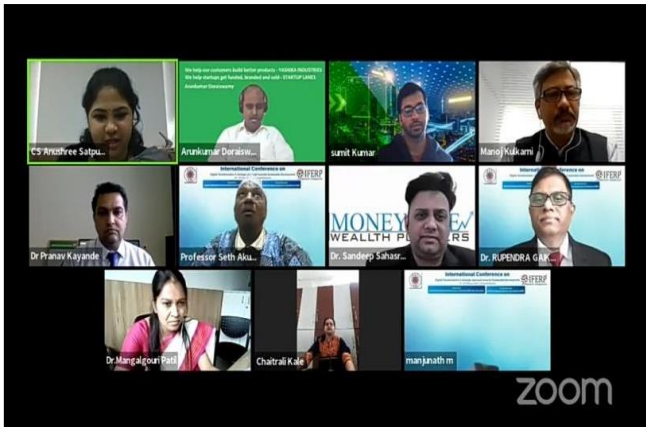 We help our customers build better products - YASHIKA INDUSTRIES
We help startups get funded, branded and sold - STARTUP LANES
Arunkumar Doraiswamy
CS Anushree Satpu...
Arunkumar Doraisw...
sumit Kumar
Manoj Kulkarni
International Conference on
IFERP
MONEY
WEALLTH P
ERS
International Conference on
IFERP
Dr Pranav Kayande
Professor Seth Aku...
Dr. Sandeep Sahasr...
Dr. RUPENDRA GAIK...
International Conference on
IFERP
Dr.Mangalgouri Patil
Chaitrali Kale
manjunath m
zoom